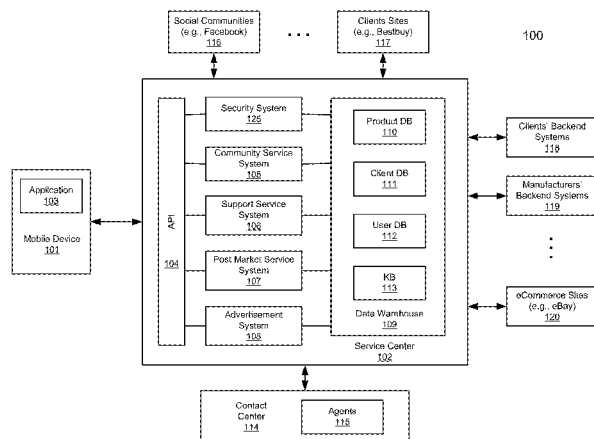 Social Communities
(e.g., Facebook)
116
...
Clients Sites
(e.g., Bestbuy)
117
100
Security System
125
Community Service
System
105
Support Service
System
106
Post Market Service
System
107
Advertisement
System
108
API
104
Product DB
110
Client DB
111
User DB
112
KB
113
Data Warehouse
109
Service Center
102
Application
103
Mobile Device
101
Clients' Backend
Systems
118
Manufacturers'
Backend Systems
119
eCommerce Sites
(e.g., eBay)
120
Contact
Center
114
Agents
115